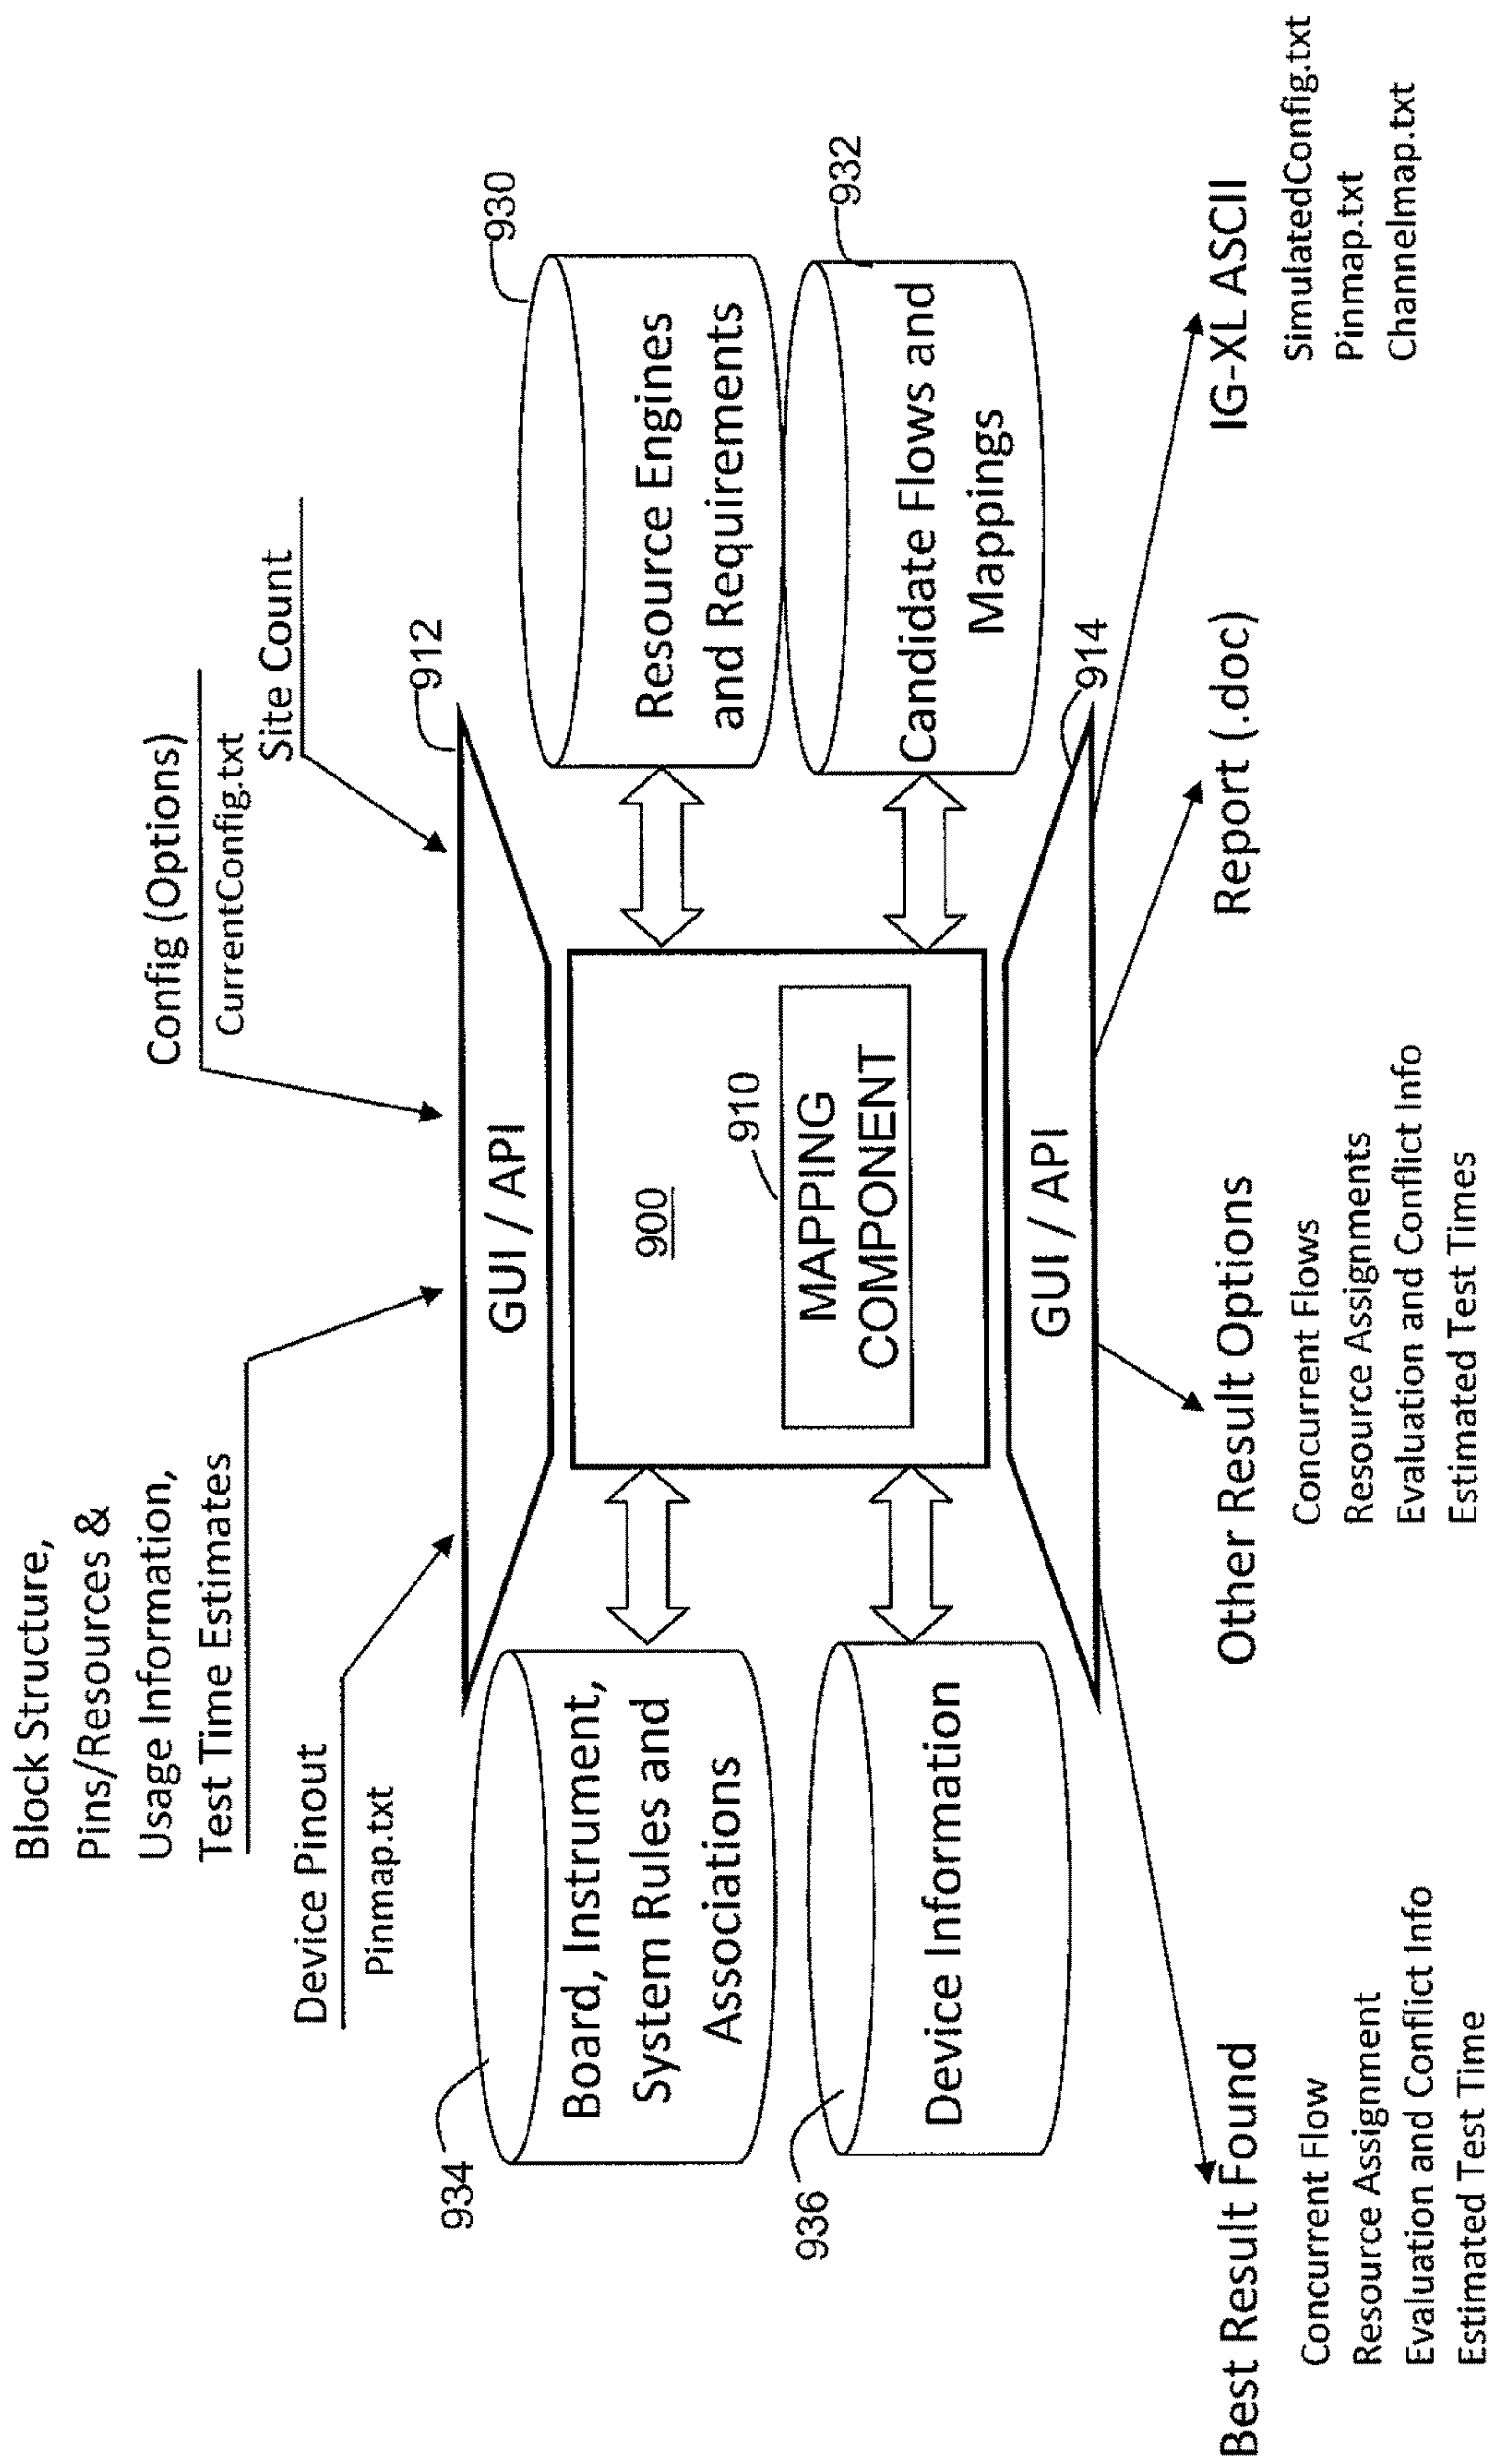 Block Structure,
Pins/Resources &
Usage Information,
Test Time Estimates
Device Pinout
Pinmap.txt
Config (Options)
CurrentConfig.txt
Site Count
912
GUI / API
934
Board, Instrument,
System Rules and
Associations
936
Device Information
900
910
MAPPING
COMPONENT
930
Resource Engines
and Requirements
932
Candidate Flows and
Mappings
914
GUI / API
Best Result Found
Concurrent Flow
Resource Assignment
Evaluation and Conflict Info
Estimated Test Time
Other Result Options
Concurrent Flows
Resource Assignments
Evaluation and Conflict Info
Estimated Test Times
Report (.doc)
IG-XL ASCII
SimulatedConfig.txt
Pinmap.txt
Channelmap.txt